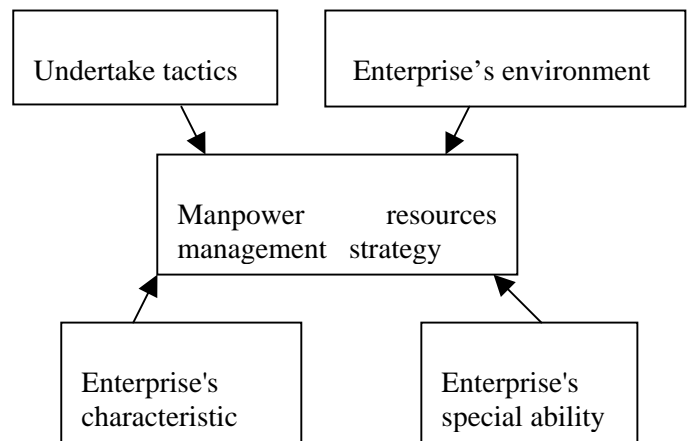 Undertake tactics
Enterprise’s environment
Manpower resources
management strategy
Enterprise's
characteristic
Enterprise's
special ability